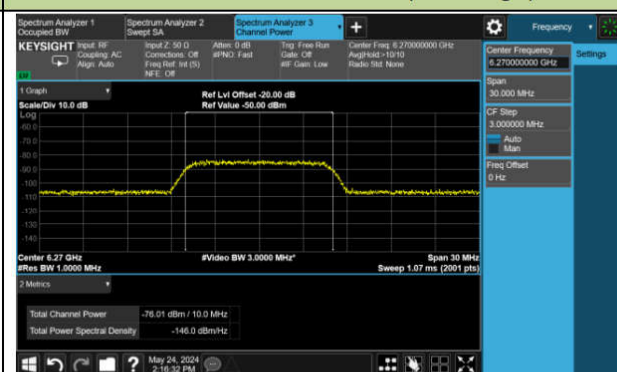 Spectrum Analyzer 1
Occupied BW
Spectrum Analyzer 2
Swept SA
Spectrum Analyzer 3
Channel Power
+
Frequency
KEYSIGHT
Input: RF
Coupling: AC
Align: Auto
Input Z: 50 Ω
Corrections: Off
Freq Ref: Int (S)
NFE: Off
Atten: 0 dB
#PNO: Fast
Trig: Free Run
Gate: Off
#IF Gain: Low
Center Freq: 6.270000000 GHz
Avg|Hold:>10/10
Radio Std: None
Center Frequency
6.270000000 GHz
Settings
Span
30.000 MHz
CF Step
3.000000 MHz
Auto
Man
Freq Offset
0 Hz
1 Graph
Scale/Div 10.0 dB
Ref Lvl Offset -20.00 dB
Ref Value -50.00 dBm
Log
-60.0
-70.0
-80.0
-90.0
-100
-110
-120
-130
-140
Center 6.27 GHz
#Res BW 1.0000 MHz
#Video BW 3.0000 MHz*
Span 30 MHz
Sweep 1.07 ms (2001 pts)
2 Metrics
Total Channel Power
-76.01 dBm / 10.0 MHz
Total Power Spectral Density
-146.0 dBm/Hz
?
May 24, 2024
2:16:32 PM